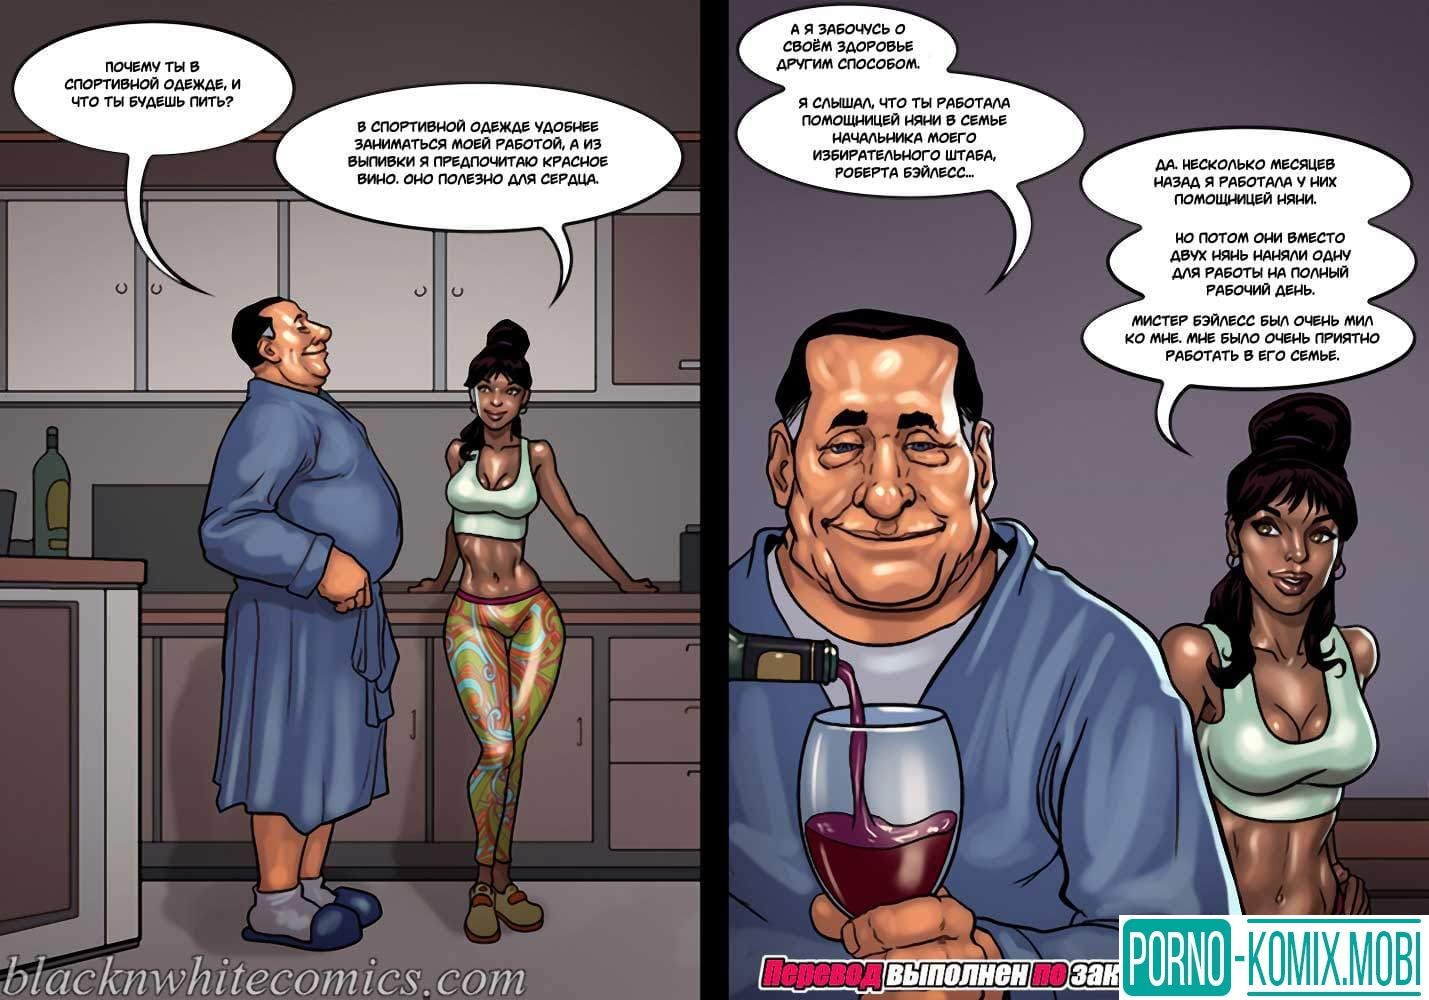 ПОЧЕМУ ТЫ В
СПОРТИВНОЙ ОДЕЖДЕ, И
ЧТО ТЫ БУДЕШЬ ПИТЬ?
В СПОРТИВНОЙ ОДЕЖДЕ УДОБНЕЕ
ЗАНИМАТЬСЯ МОЕЙ РАБОТОЙ, А ИЗ
ВЫПИВКИ Я ПРЕДПОЧИТАЮ КРАСНОЕ
ВИНО. ОНО ПОЛЕЗНО ДЛЯ СЕРДЦА.
А Я ЗАБОЧУСЬ О
СВОЁМ ЗДОРОВЬЕ
ДРУГИМ СПОСОБОМ.
Я СЛЫШАЛ, ЧТО ТЫ РАБОТАЛА
ПОМОЩНИЦЕЙ НЯНИ В СЕМЬЕ
НАЧАЛЬНИКА МОЕГО
ИЗБИРАТЕЛЬНОГО ШТАБА,
РОБЕРТА БЭЙЛЕСС...
ДА. НЕСКОЛЬКО МЕСЯЦЕВ
НАЗАД Я РАБОТАЛА У НИХ
ПОМОЩНИЦЕЙ НЯНИ.
НО ПОТОМ ОНИ ВМЕСТО
ДВУХ НЯНЬ НАНЯЛИ ОДНУ
ДЛЯ РАБОТЫ НА ПОЛНЫЙ
РАБОЧИЙ ДЕНЬ.
МИСТЕР БЭЙЛЕСС БЫЛ ОЧЕНЬ МИЛ
КО МНЕ. МНЕ БЫЛО ОЧЕНЬ ПРИЯТНО
РАБОТАТЬ В ЕГО СЕМЬЕ.
blacknwhitecomics.com
Перевод выполнен по зак
PORNO-KOMIX.MOBI